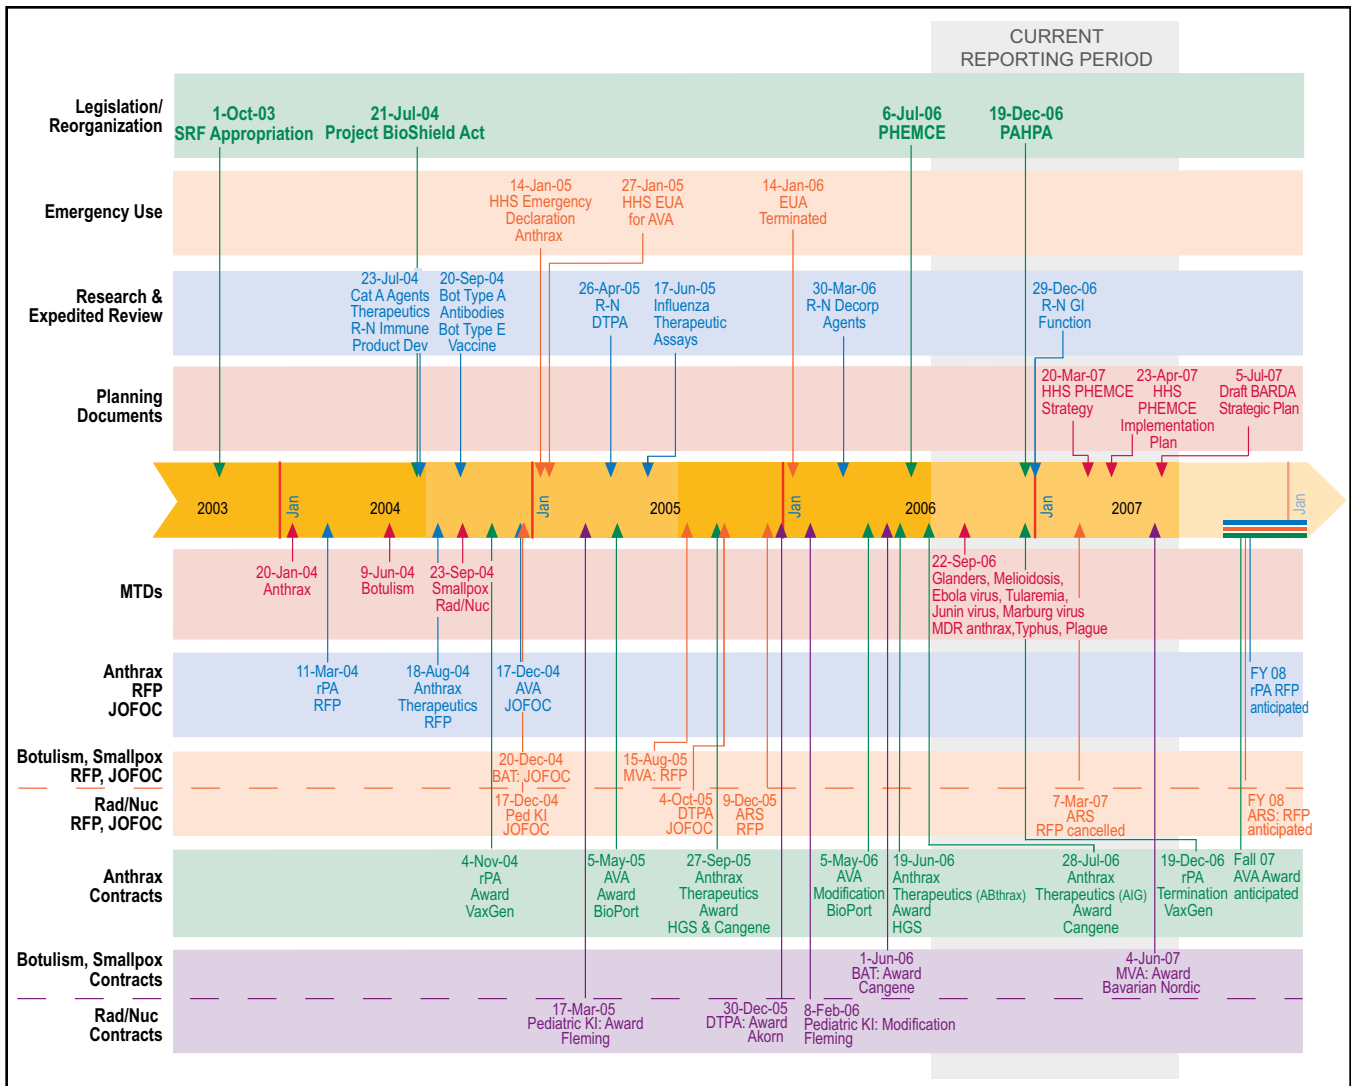 CURRENT
REPORTING PERIOD
Legislation/
Reorganization
1-Oct-03
SRF Appropriation
21-Jul-04
Project BioShield Act
6-Jul-06
PHEMCE
19-Dec-06
PAHPA
Emergency Use
14-Jan-05
HHS Emergency
Declaration
Anthrax
27-Jan-05
HHS EUA
for AVA
14-Jan-06
EUA
Terminated
Research &
Expedited Review
23-Jul-04
Cat A Agents
Therapeutics
R-N Immune
Product Dev
20-Sep-04
Bot Type A
Antibodies
Bot Type E
Vaccine
26-Apr-05
R-N
DTPA
17-Jun-05
Influenza
Therapeutic
Assays
30-Mar-06
R-N Decorp
Agents
29-Dec-06
R-N GI
Function
Planning
Documents
20-Mar-07
HHS PHEMCE
Strategy
23-Apr-07
HHS
PHEMCE
Implementation
Plan
5-Jul-07
Draft BARDA
Strategic Plan
2003
Jan
2004
Jan
2005
Jan
2006
Jan
2007
Jan
MTDs
20-Jan-04
Anthrax
9-Jun-04
Botulism
23-Sep-04
Smallpox
Rad/Nuc
22-Sep-06
Glanders, Melioidosis,
Ebola virus, Tularemia,
Junin virus, Marburg virus
MDR anthrax,Typhus, Plague
Anthrax
RFP
JOFOC
11-Mar-04
rPA
RFP
18-Aug-04
Anthrax
Therapeutics
RFP
17-Dec-04
AVA
JOFOC
FY 08
rPA RFP
anticipated
Botulism, Smallpox
RFP, JOFOC
20-Dec-04
BAT: JOFOC
15-Aug-05
MVA: RFP
Rad/Nuc
RFP, JOFOC
17-Dec-04
Ped KI
JOFOC
4-Oct-05
DTPA
JOFOC
9-Dec-05
ARS
RFP
7-Mar-07
ARS
RFP cancelled
FY 08
ARS: RFP
anticipated
Anthrax
Contracts
4-Nov-04
rPA
Award
VaxGen
5-May-05
AVA
Award
BioPort
27-Sep-05
Anthrax
Therapeutics
Award
HGS & Cangene
5-May-06
AVA
Modification
BioPort
19-Jun-06
Anthrax
Therapeutics (ABthrax)
Award
HGS
28-Jul-06
Anthrax
Therapeutics (AIG)
Award
Cangene
19-Dec-06
rPA
Termination
VaxGen
Fall 07
AVA Award
anticipated
Botulism, Smallpox
Contracts
1-Jun-06
BAT: Award
Cangene
4-Jun-07
MVA: Award
Bavarian Nordic
Rad/Nuc
Contracts
17-Mar-05
Pediatric KI: Award
Fleming
30-Dec-05
DTPA: Award
Akorn
8-Feb-06
Pediatric KI: Modification
Fleming